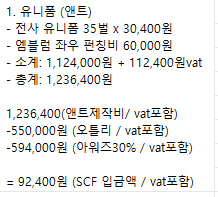 1. 유니폼 (앤트)
- 전사 유니폼 35벌 x 30,400원
- 엠블럼 좌우 펀칭비 60,000원
- 소계: 1,124,000원 + 112,400원vat
- 총계: 1,236,400원
1,236,400(앤트제작비/ vat포함)
-550,000원 (오틀리 / vat포함)
-594,000원 (아워즈30% / vat포함)
= 92,400원 (SCF 입금액 / vat포함)